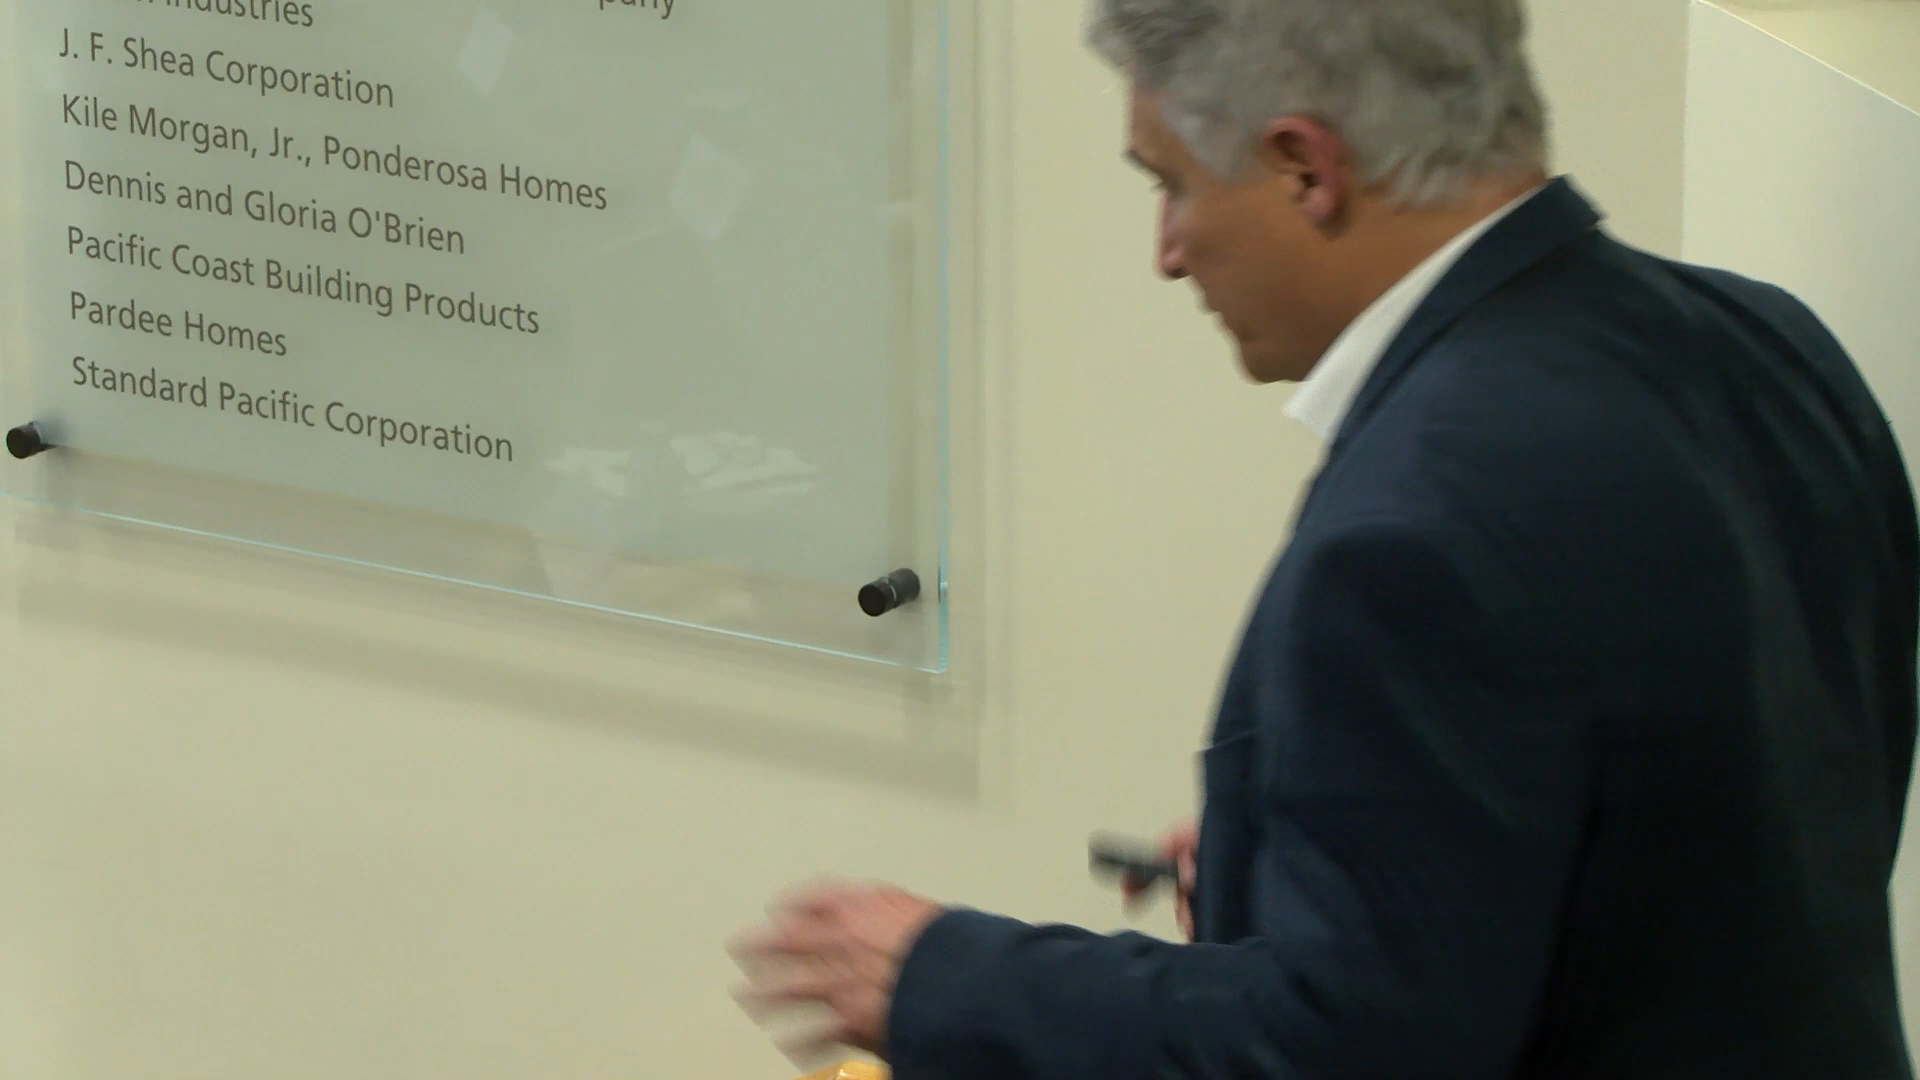 Industries
J. F. Shea Corporation
Kile Morgan, Jr., Ponderosa Homes
Dennis and Gloria O'Brien
Pacific Coast Building Products
Pardee Homes
Standard Pacific Corporation